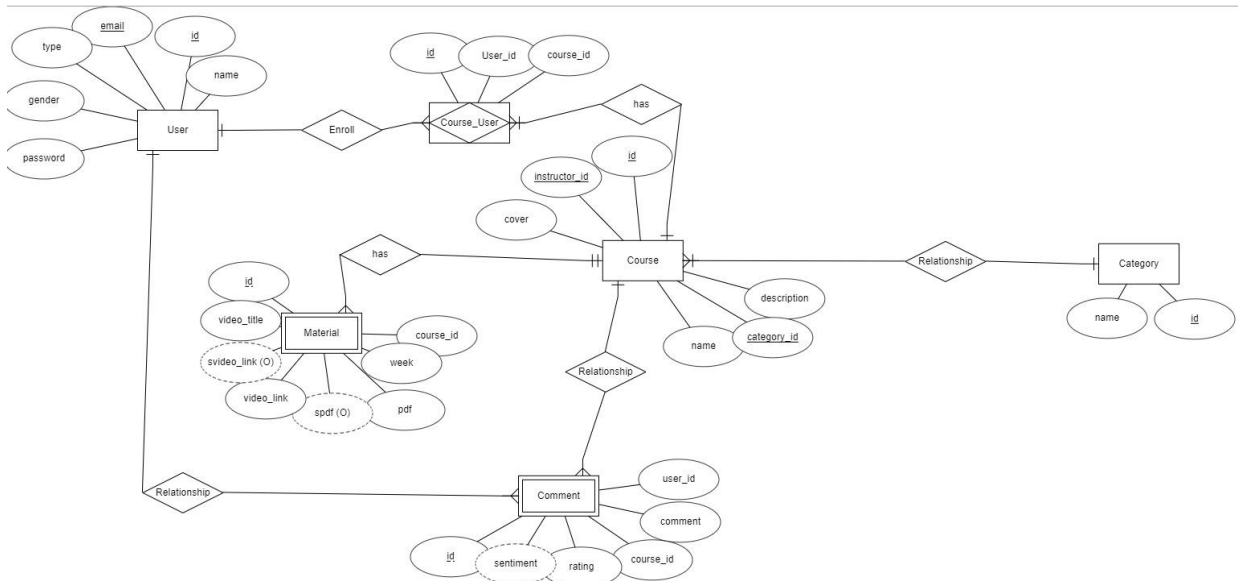 email
id
type
name
gender
User
password
Enroll
id
User_id
course_id
Course_User
has
id
instructor_id
cover
Course
description
category_id
name
Relationship
Category
name
id
has
id
video_title
Material
course_id
svideo_link (O)
week
video_link
spdf (O)
pdf
Relationship
Relationship
Comment
user_id
comment
id
sentiment
rating
course_id